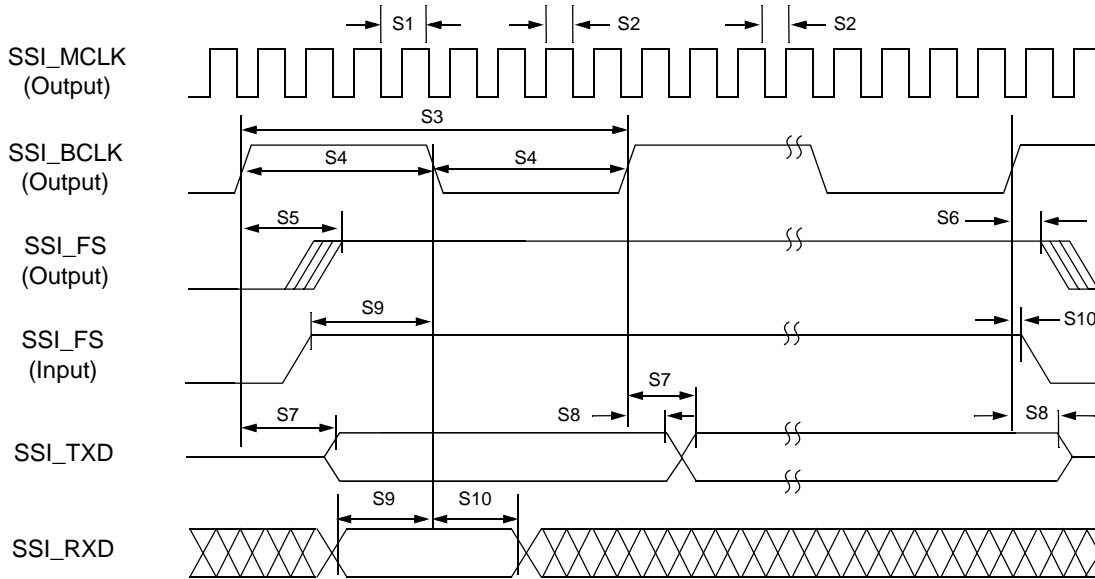 S1
S2
S2
SSI_MCLK
(Output)
S3
SSI_BCLK
(Output)
S4
S4
S5
S6
SSI_FS
(Output)
S9
S10
SSI_FS
(Input)
S7
S7
S8
S8
SSI_TXD
S9
S10
SSI_RXD